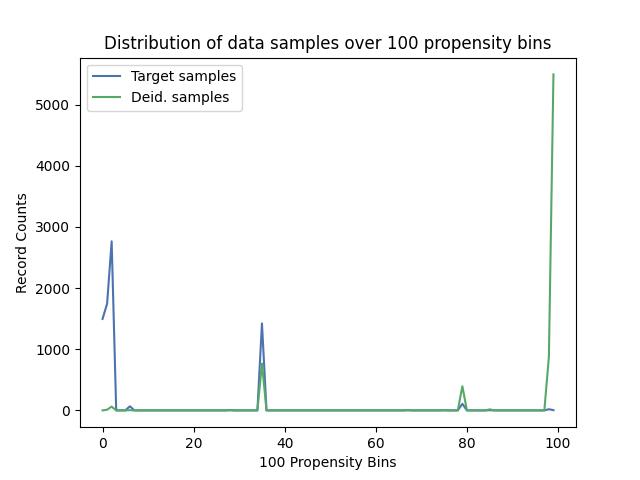 Distribution of data samples over 100 propensity bins
Target samples
Deid. samples
5000
4000
3000
2000
1000
0
Record Counts
0 20 40 60 80 100
100 Propensity Bins